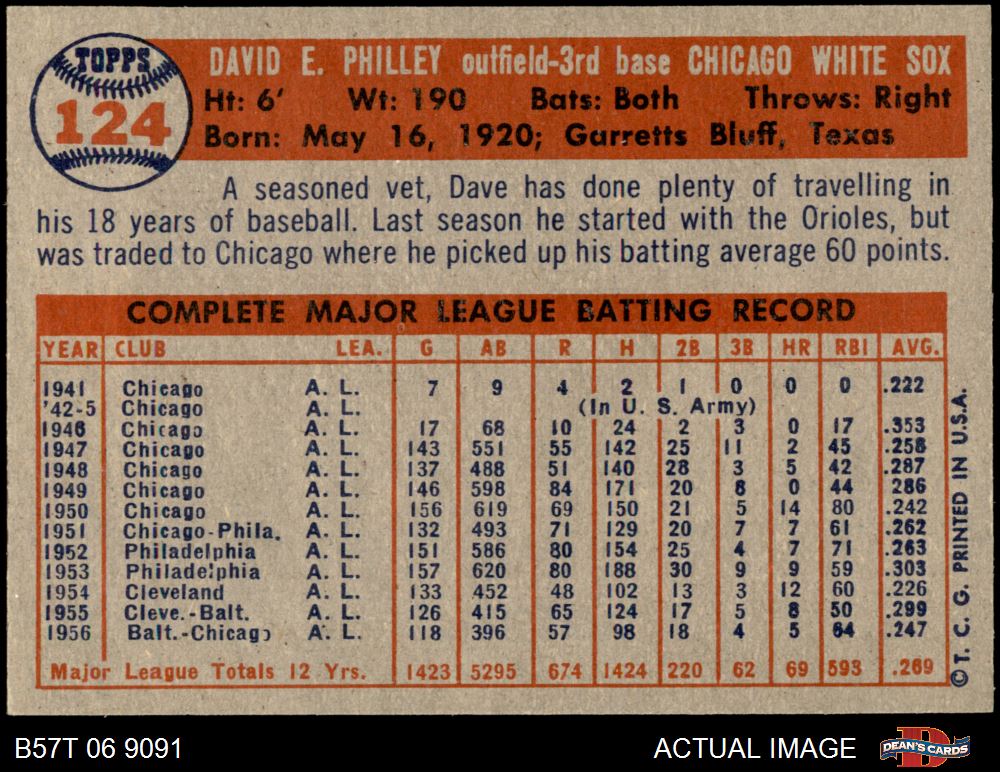 TOPPS
124
DAVID E. PHILLEY outfield-3rd base CHICAGO WHITE SOX
Ht: 6' Wt: 190 Bats: Both Throws: Right
Born: May 16, 1920; Garretts Bluff, Texas
A seasoned vet, Dave has done plenty of travelling in
his 18 years of baseball. Last season he started with the Orioles, but
was traded to Chicago where he picked up his batting average 60 points.
COMPLETE MAJOR LEAGUE BATTING RECORD
YEAR CLUB LEA. G AB R H 2B 3B HR RBI AVG.
1941 Chicago A. L. 7 9 4 2 1 0 0 0 .222
'42-5 Chicago A. L. (In U. S. Army)
1946 Chicago A. L. 17 68 10 24 2 3 0 17 .353
1947 Chicago A. L. 143 551 55 142 25 11 2 45 .258
1948 Chicago A. L. 137 488 51 140 28 3 5 42 .287
1949 Chicago A. L. 146 598 84 171 20 8 0 44 .286
1950 Chicago A. L. 156 619 69 150 21 5 14 80 .242
1951 Chicago-Phila. A. L. 132 493 71 129 20 7 7 61 .262
1952 Philadelphia A. L. 151 586 80 154 25 4 7 71 .263
1953 Philadelphia A. L. 157 620 80 188 30 9 9 59 .303
1954 Cleveland A. L. 133 452 48 102 13 3 12 60 .226
1955 Cleve.-Balt. A. L. 126 415 65 124 17 5 8 50 .299
1956 Balt.-Chicago A. L. 118 396 57 98 18 4 5 64 .247
Major League Totals 12 Yrs. 1423 5295 674 1424 220 62 69 593 .269
©T. C. G. PRINTED IN U.S.A.
B57T 06 9091
ACTUAL IMAGE
DEAN'S CARDS